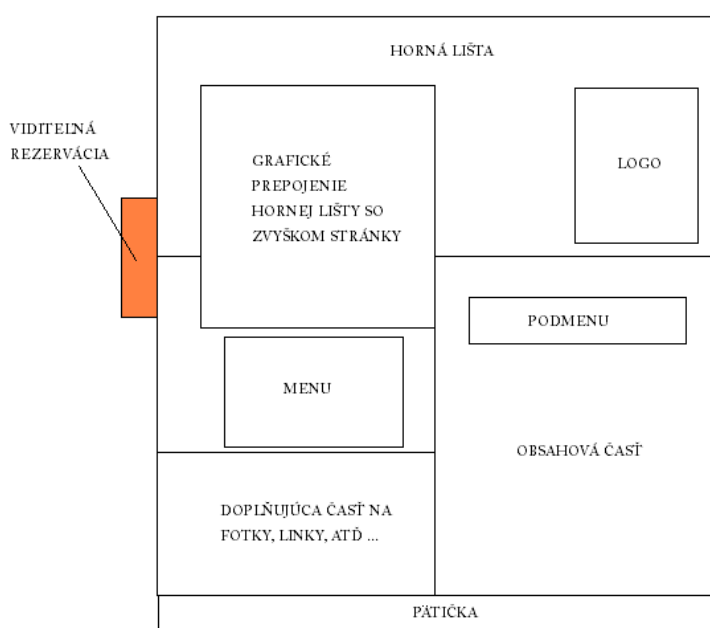 HORNÁ LIŠTA
VIDITEĽNÁ
REZERVÁCIA
GRAFICKÉ
PREPOJENIE
HORNEJ LIŠTY SO
ZVYŠKOM STRÁNKY
LOGO
PODMENU
MENU
OBSAHOVÁ ČASŤ
DOPLŇUJÚCA ČASŤ NA
FOTKY, LINKY, ATĎ ...
PÄTIČKA